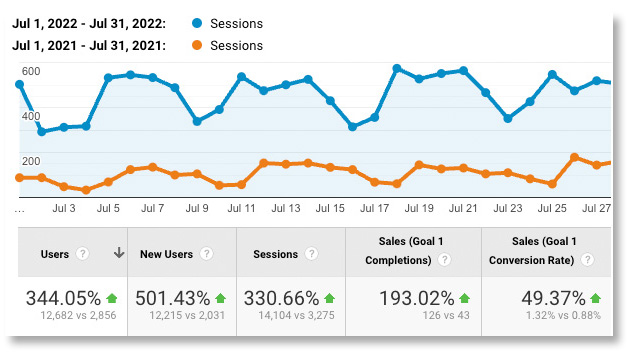 Jul 1, 2022 - Jul 31, 2022: Sessions
Jul 1, 2021 - Jul 31, 2021: Sessions
600
400
200
... Jul 3 Jul 5 Jul 7 Jul 9 Jul 11 Jul 13 Jul 15 Jul 17 Jul 19 Jul 21 Jul 23 Jul 25 Jul 27
Users ? New Users ? Sessions ? Sales (Goal 1 Completions) ? Sales (Goal 1 Conversion Rate) ?
344.05% 501.43% 330.66% 193.02% 49.37%
12,682 vs 2,856 12,215 vs 2,031 14,104 vs 3,275 126 vs 43 1.32% vs 0.88%